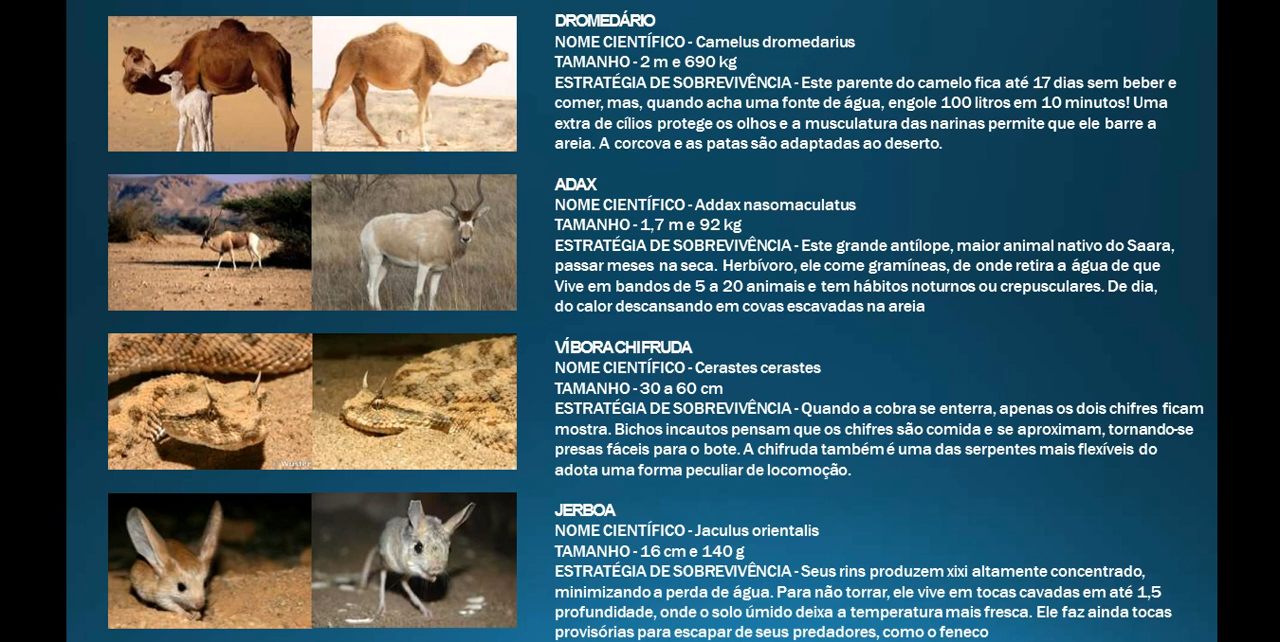 DROMEDÁRIO
NOME CIENTÍFICO - Camelus dromedarius
TAMANHO - 2 m e 690 kg
ESTRATÉGIA DE SOBREVIVÊNCIA - Este parente do camelo fica até 17 dias sem beber e
comer, mas, quando acha uma fonte de água, engole 100 litros em 10 minutos! Uma
extra de cílios protege os olhos e a musculatura das narinas permite que ele barre a
areia. A corcova e as patas são adaptadas ao deserto.
ADAX
NOME CIENTÍFICO - Addax nasomaculatus
TAMANHO - 1,7 m e 92 kg
ESTRATÉGIA DE SOBREVIVÊNCIA - Este grande antílope, maior animal nativo do Saara,
passar meses na seca. Herbívoro, ele come gramíneas, de onde retira a água de que
Vive em bandos de 5 a 20 animais e tem hábitos noturnos ou crepusculares. De dia,
do calor descansando em covas escavadas na areia
VÍBORA CHIFRUDA
NOME CIENTÍFICO - Cerastes cerastes
TAMANHO - 30 a 60 cm
ESTRATÉGIA DE SOBREVIVÊNCIA - Quando a cobra se enterra, apenas os dois chifres ficam
mostra. Bichos incautos pensam que os chifres são comida e se aproximam, tornando-se
presas fáceis para o bote. A chifruda também é uma das serpentes mais flexíveis do
adota uma forma peculiar de locomoção.
Wüster
JERBOA
NOME CIENTÍFICO - Jaculus orientalis
TAMANHO - 16 cm e 140 g
ESTRATÉGIA DE SOBREVIVÊNCIA - Seus rins produzem xixi altamente concentrado,
minimizando a perda de água. Para não torrar, ele vive em tocas cavadas em até 1,5
profundidade, onde o solo úmido deixa a temperatura mais fresca. Ele faz ainda tocas
provisórias para escapar de seus predadores, como o feneco